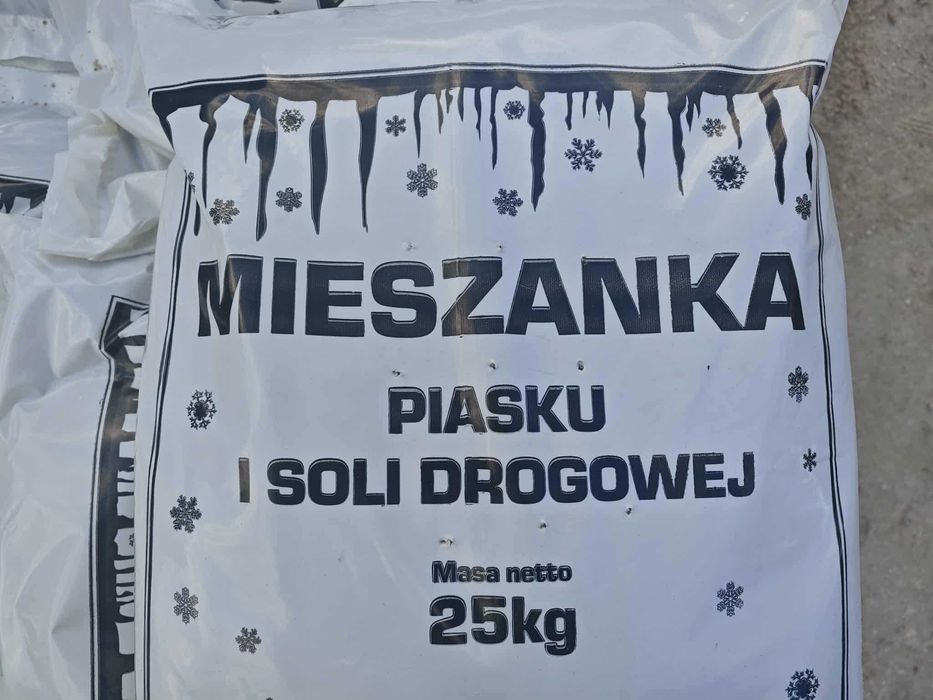 MIESZANKA
PIASKU
I SOLI DROGOWEJ
Masa netto
25kg